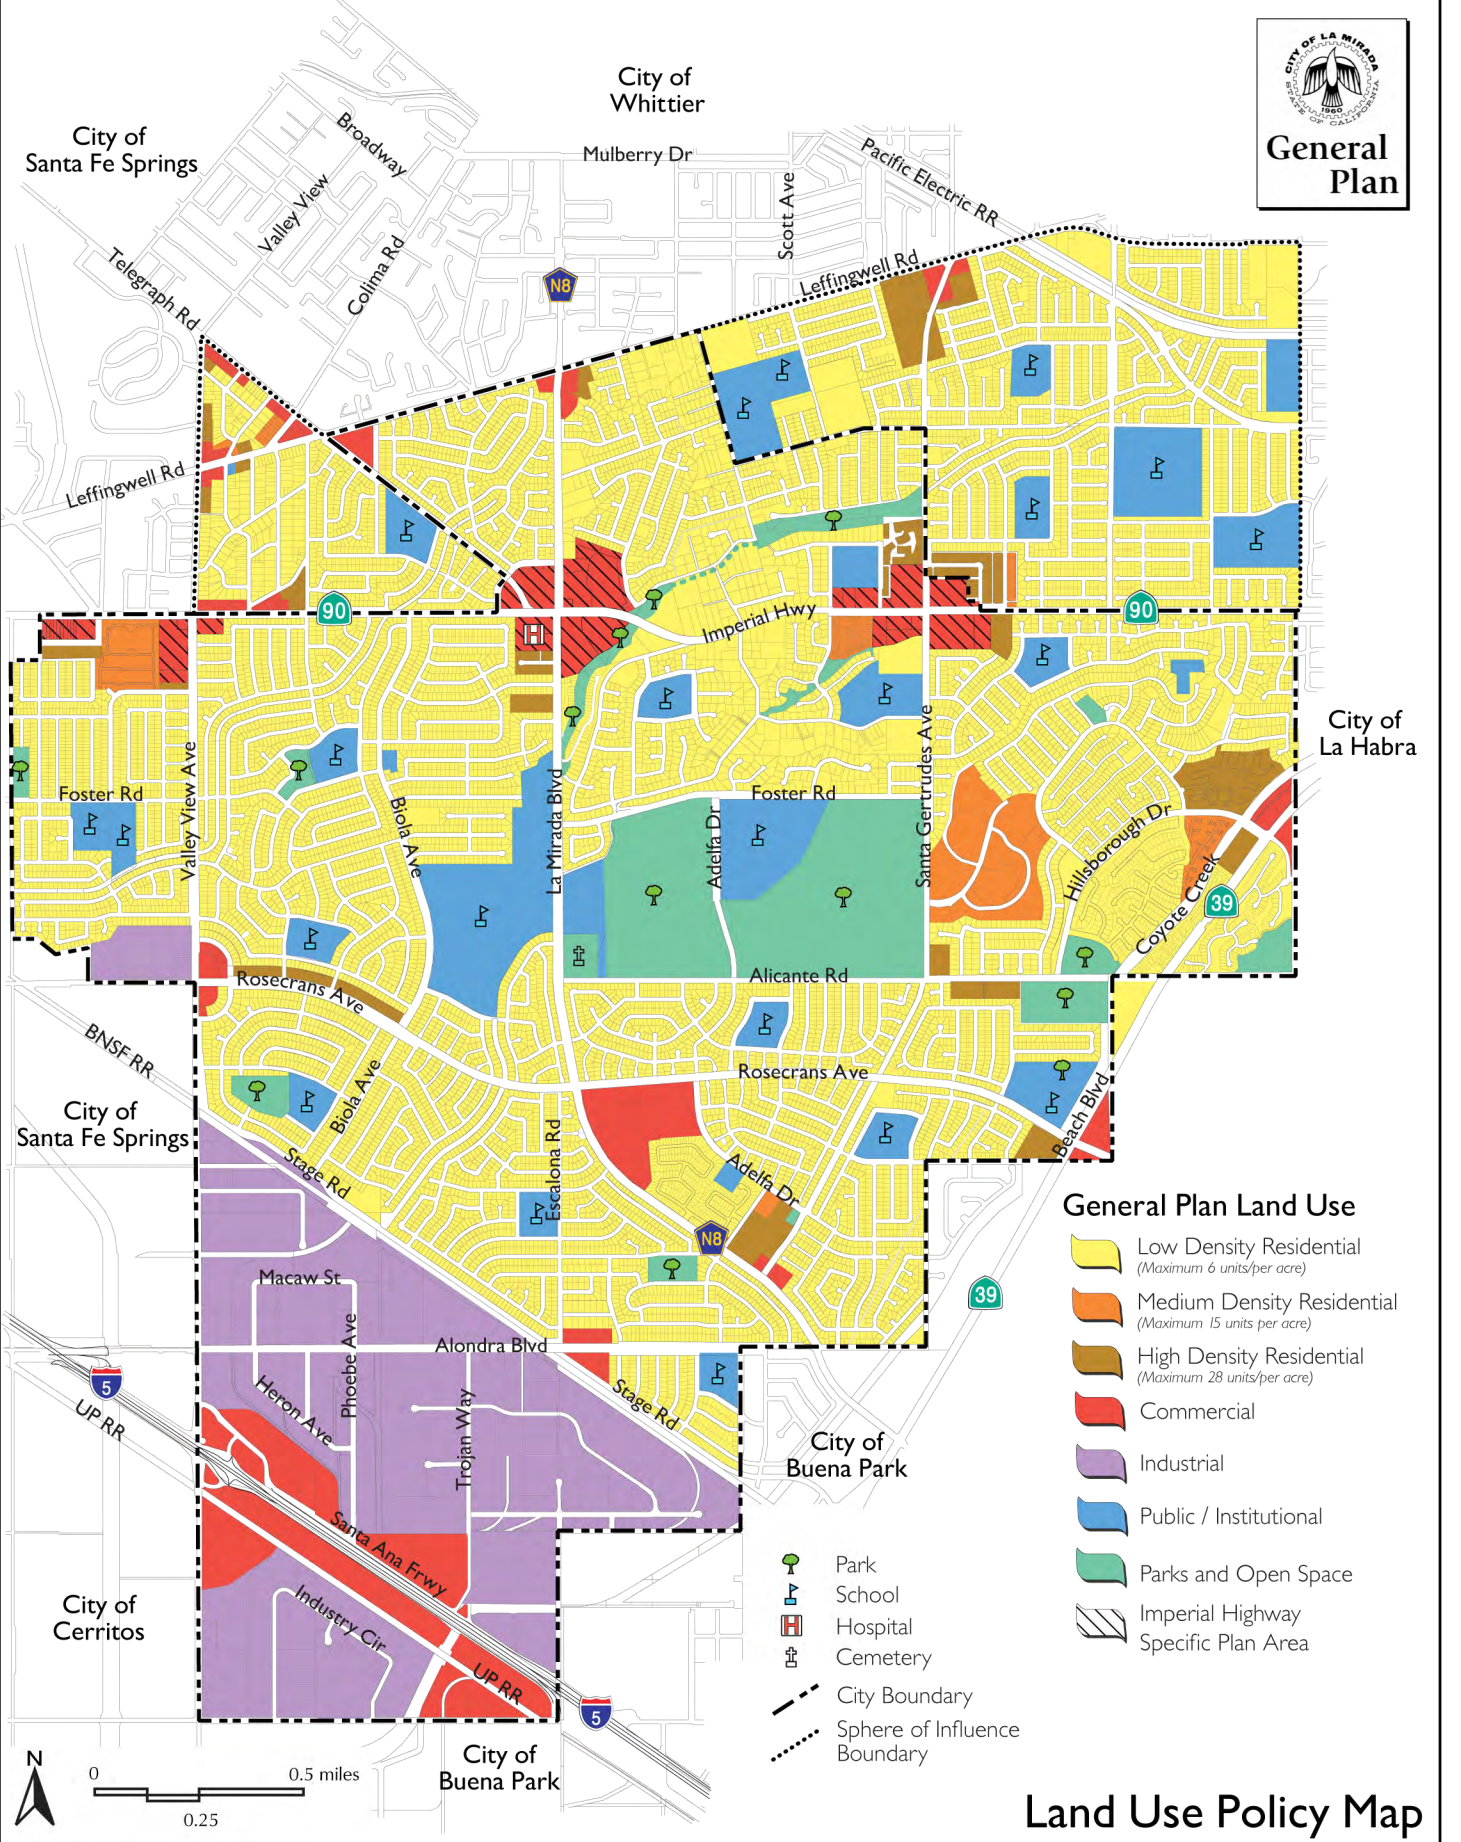 CITY OF LA MIRADA
1960
STATE OF CALIFORNIA
General
Plan
City of
Whittier
City of
Santa Fe Springs
Broadway
Mulberry Dr
Pacific Electric RR
Valley View
Scott Ave
Colima Rd
Telegraph Rd
Leffingwell Rd
N8
Leffingwell Rd
90
90
Imperial Hwy
H
City of
La Habra
Santa Gertrudes Ave
Valley View Ave
La Mirada Blvd
Foster Rd
Foster Rd
Biola Ave
Adelfa Dr
Hillsborough Dr
Coyote Creek
39
Rosecrans Ave
Alicante Rd
BNSF RR
Rosecrans Ave
Biola Ave
Beach Blvd
City of
Santa Fe Springs
Stage Rd
Escalona Rd
Adelfa Dr
N8
Macaw St
39
Phoebe Ave
Alondra Blvd
5
UP RR
Heron Ave
Trojan Way
Stage Rd
City of
Buena Park
Santa Ana Frwy
Industry Cir
City of
Cerritos
UP RR
5
City of
Buena Park
General Plan Land Use
Low Density Residential
(Maximum 6 units/per acre)
Medium Density Residential
(Maximum 15 units per acre)
High Density Residential
(Maximum 28 units/per acre)
Commercial
Industrial
Public / Institutional
Parks and Open Space
Imperial Highway
Specific Plan Area
Park
School
H
Hospital
Cemetery
City Boundary
Sphere of Influence
Boundary
N
0
0.5 miles
0.25
Land Use Policy Map